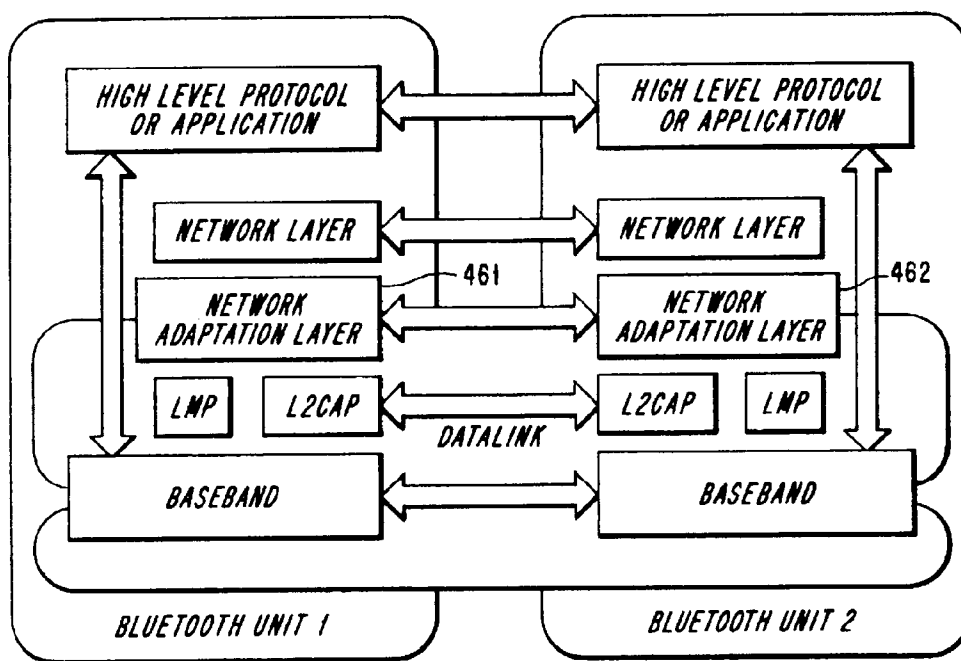 HIGH LEVEL PROTOCOL
OR APPLICATION
HIGH LEVEL PROTOCOL
OR APPLICATION
NETWORK LAYER
NETWORK LAYER
461
462
NETWORK
ADAPTATION LAYER
NETWORK
ADAPTATION LAYER
LMP
L2CAP
L2CAP
LMP
DATALINK
BASEBAND
BASEBAND
BLUETOOTH UNIT 1
BLUETOOTH UNIT 2